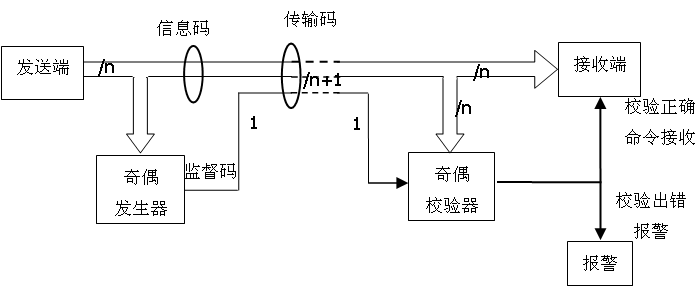 信息码
传输码
发送端
/n
/n+1
/n
接收端
/n
1
1
校验正确
命令接收
奇偶
发生器
监督码
奇偶
校验器
校验出错
报警
报警